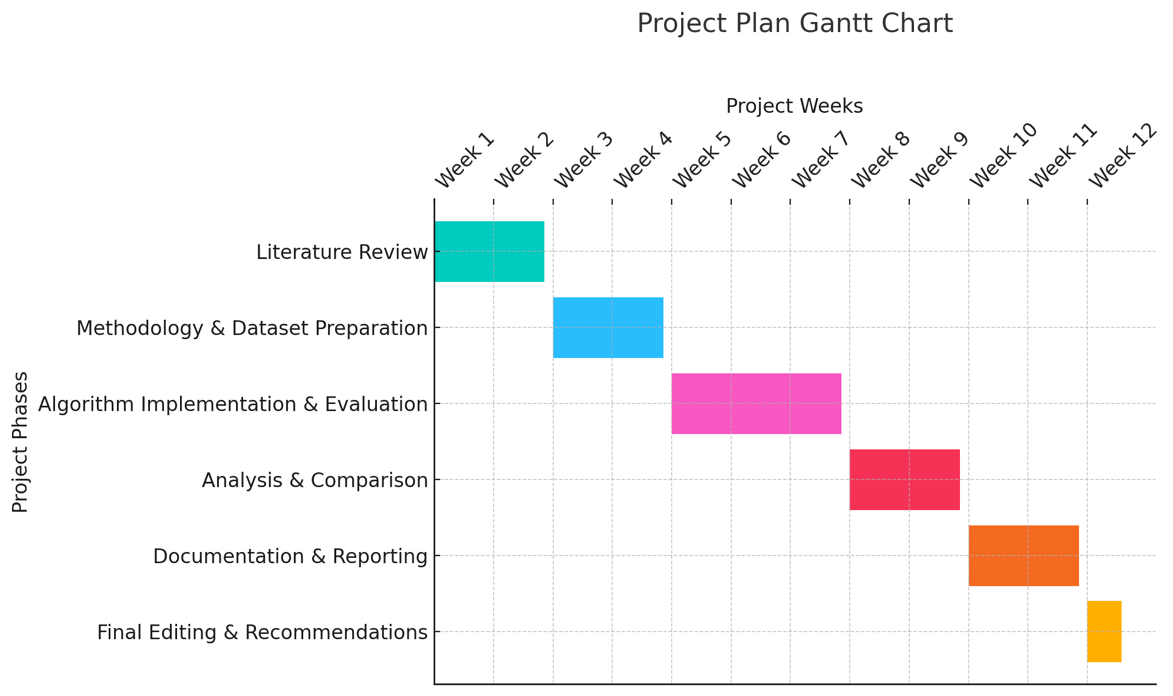 Project Plan Gantt Chart
Project Weeks
Week 1
Week 2
Week 3
Week 4
Week 5
Week 6
Week 7
Week 8
Week 9
Week 10
Week 11
Week 12
Project Phases
Literature Review
Methodology & Dataset Preparation
Algorithm Implementation & Evaluation
Analysis & Comparison
Documentation & Reporting
Final Editing & Recommendations